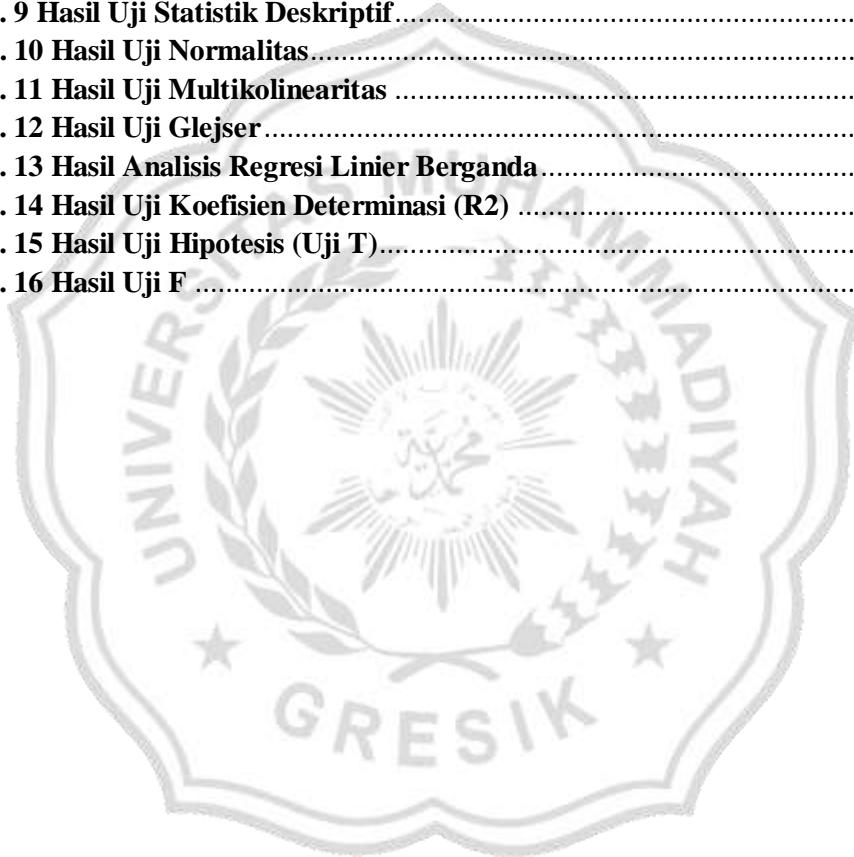 . 9 Hasil Uji Statistik Deskriptif........................................................
. 10 Hasil Uji Normalitas..................................................................
. 11 Hasil Uji Multikolinearitas ........................................................
. 12 Hasil Uji Glejser........................................................................
. 13 Hasil Analisis Regresi Linier Berganda......................................
. 14 Hasil Uji Koefisien Determinasi (R2) .........................................
. 15 Hasil Uji Hipotesis (Uji T)..........................................................
. 16 Hasil Uji F ................................................................................
UNIVERSITAS MUHAMMADIYAH
GRESIK